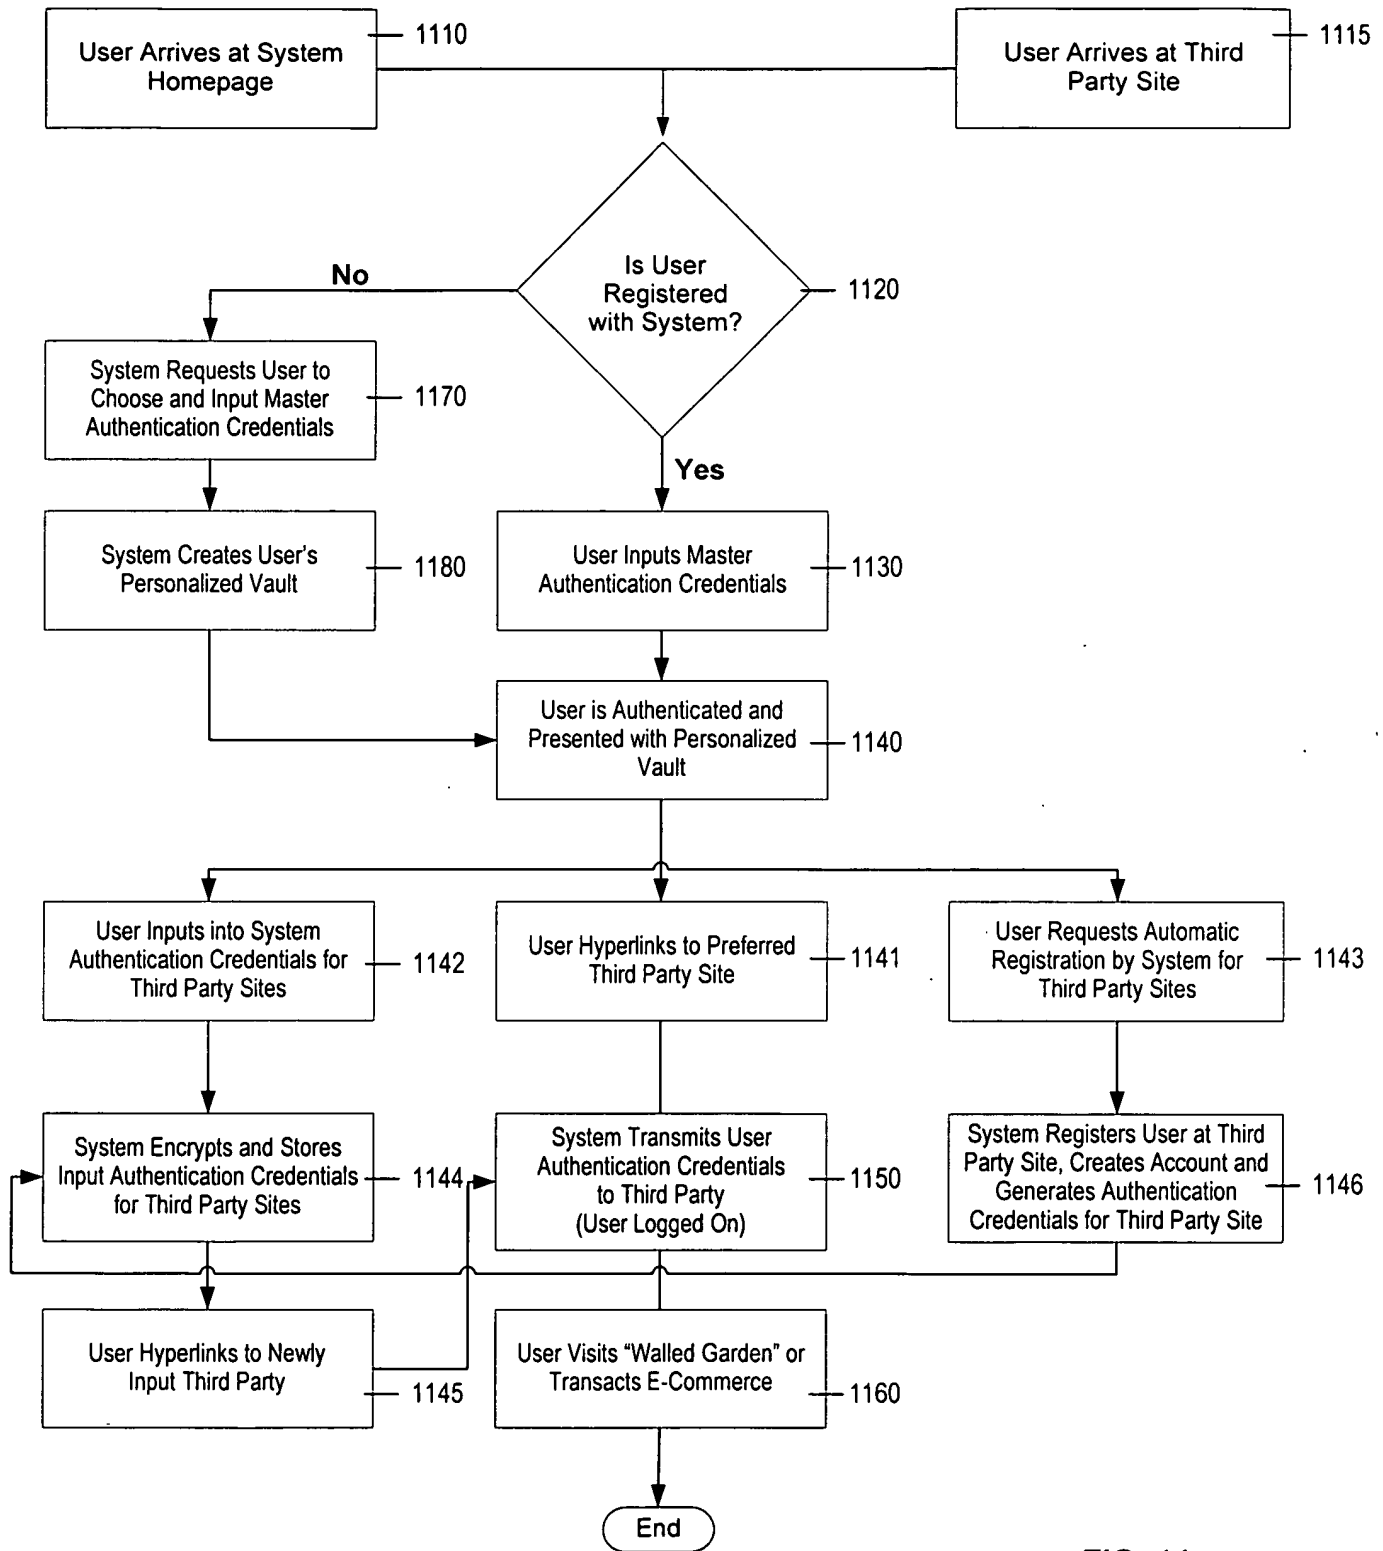 User Arrives at System
Homepage
1110
User Arrives at Third
Party Site
1115
Is User
Registered
with System?
1120
No
Yes
System Requests User to
Choose and Input Master
Authentication Credentials
1170
System Creates User's
Personalized Vault
1180
User Inputs Master
Authentication Credentials
1130
User is Authenticated and
Presented with Personalized
Vault
1140
User Inputs into System
Authentication Credentials for
Third Party Sites
1142
User Hyperlinks to Preferred
Third Party Site
1141
User Requests Automatic
Registration by System for
Third Party Sites
1143
System Encrypts and Stores
Input Authentication Credentials
for Third Party Sites
1144
System Transmits User
Authentication Credentials
to Third Party
(User Logged On)
1150
System Registers User at Third
Party Site, Creates Account and
Generates Authentication
Credentials for Third Party Site
1146
User Hyperlinks to Newly
Input Third Party
1145
User Visits “Walled Garden” or
Transacts E-Commerce
1160
End